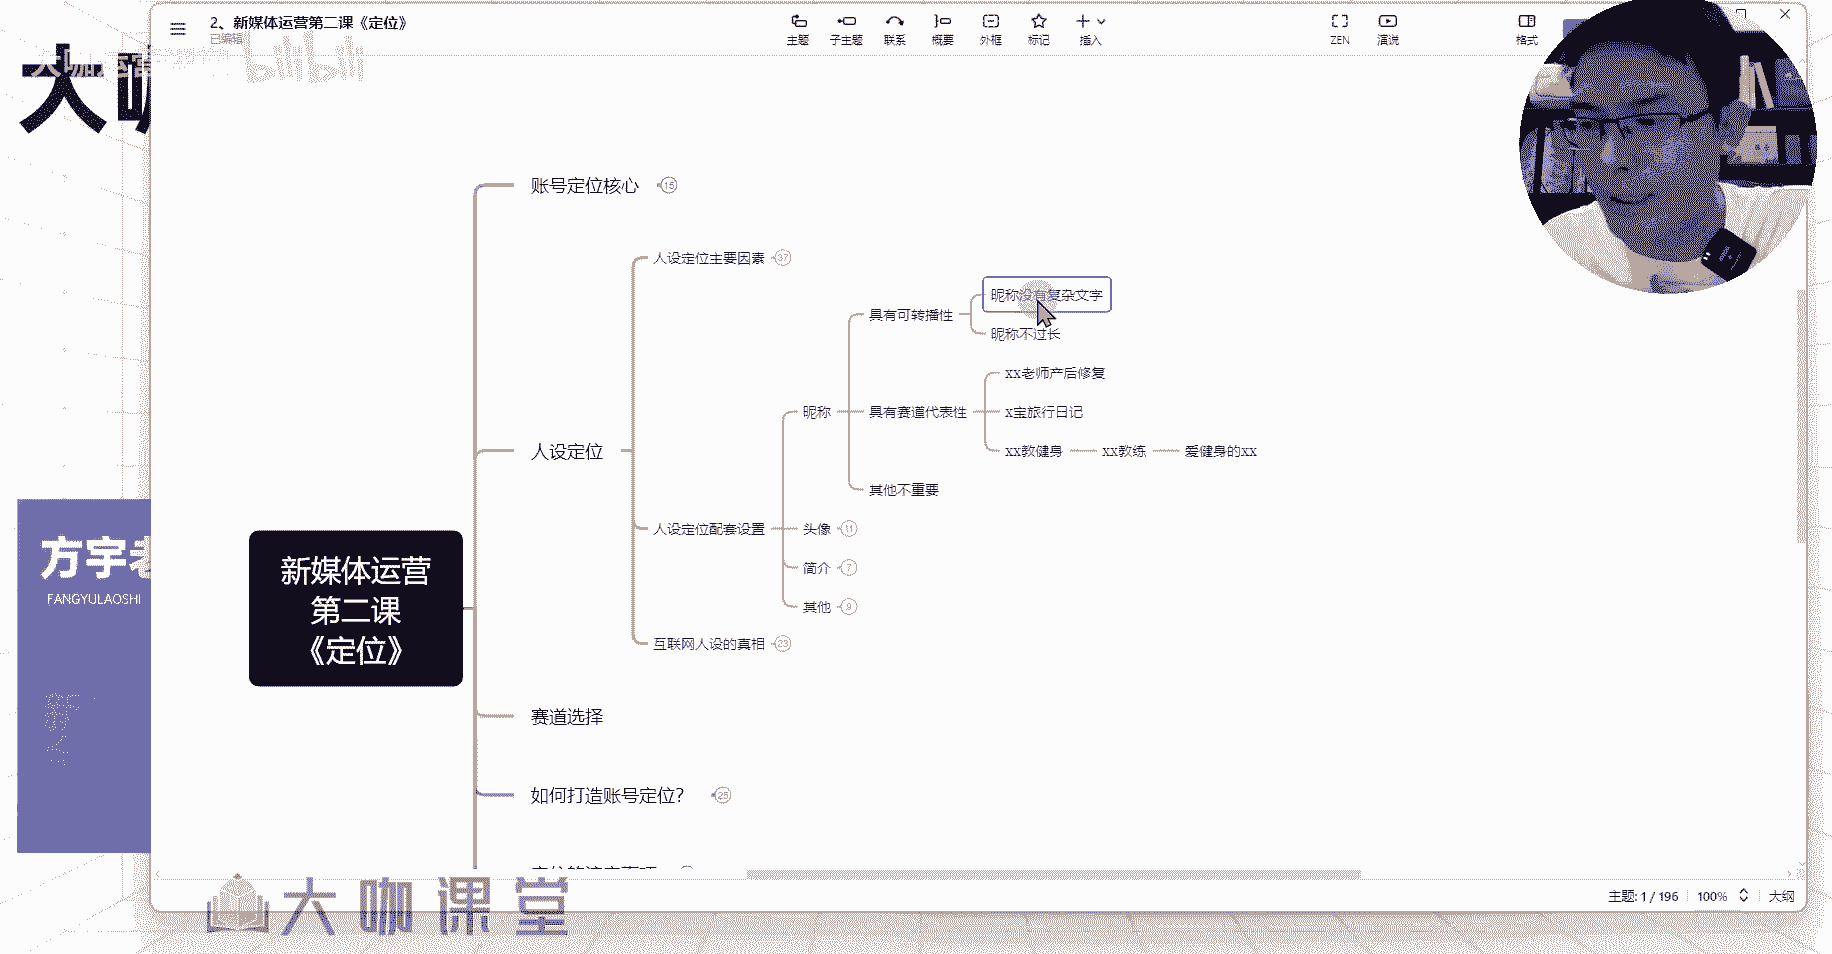 2、新媒体运营第二课《定位》
已编辑
主题
子主题
联系
概要
外框
标记
插入
ZEN
演说
格式
bilibili
大咖运营
大
账号定位核心 15
人设定位主要因素 37
昵称没有复杂文字
具有可转播性
昵称不过长
xx老师产后修复
昵称
具有赛道代表性
x宝旅行日记
人设定位
xx教健身
xx教练
爱健身的xx
其他不重要
人设定位配套设置
头像 11
简介 7
其他 9
互联网人设的真相 23
新媒体运营
第二课
《定位》
赛道选择
如何打造账号定位? 25
方宇老
FANGYULAOSHI
主题: 1 / 196
100%
大纲
大咖课堂